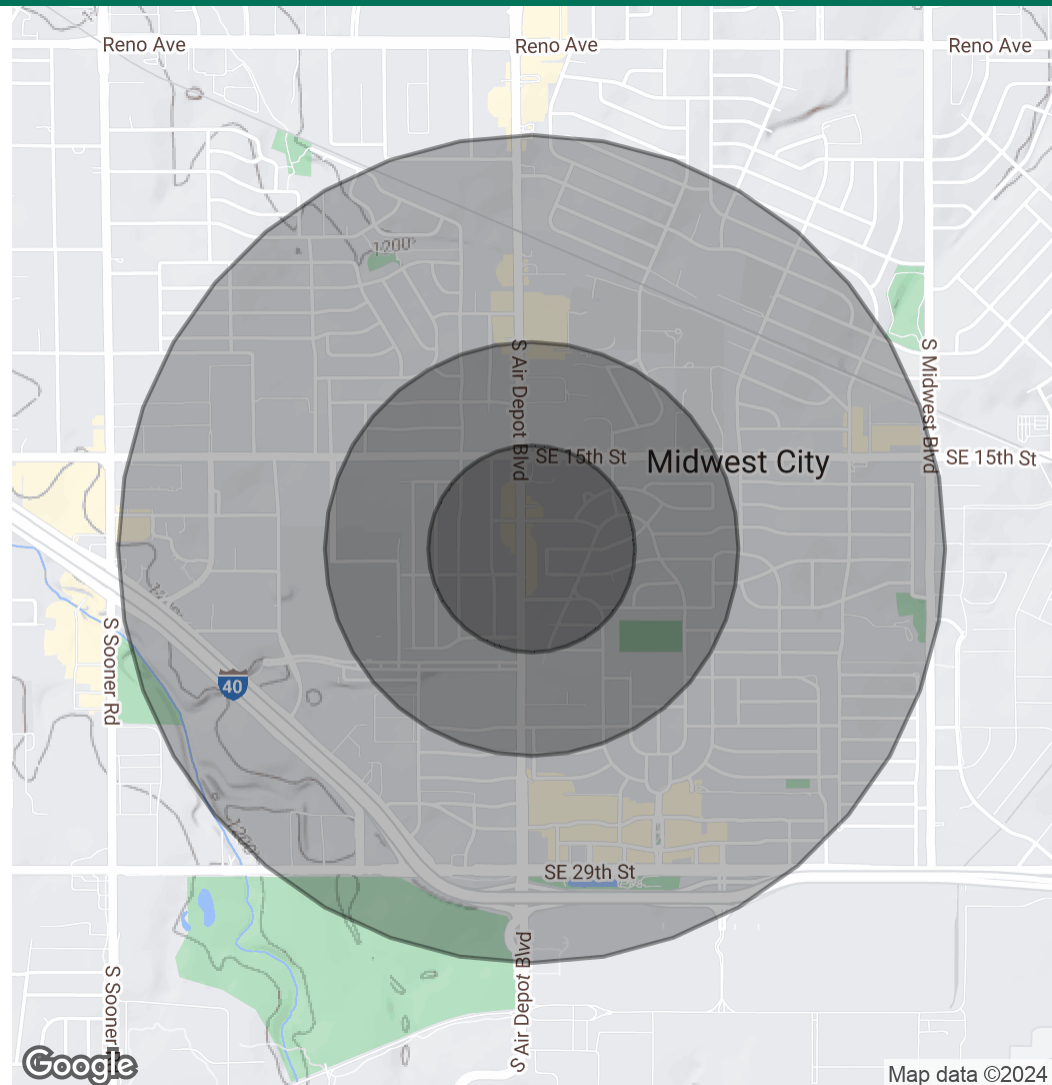 Reno Ave
Reno Ave
Reno Ave
1200'
S Air Depot Blvd
S Midwest Blvd
SE 15th St
Midwest City
SE 15th St
S Sooner Rd
40
1200'
SE 29th St
S Air Depot Blvd
S Sooner
Google
Map data ©2024